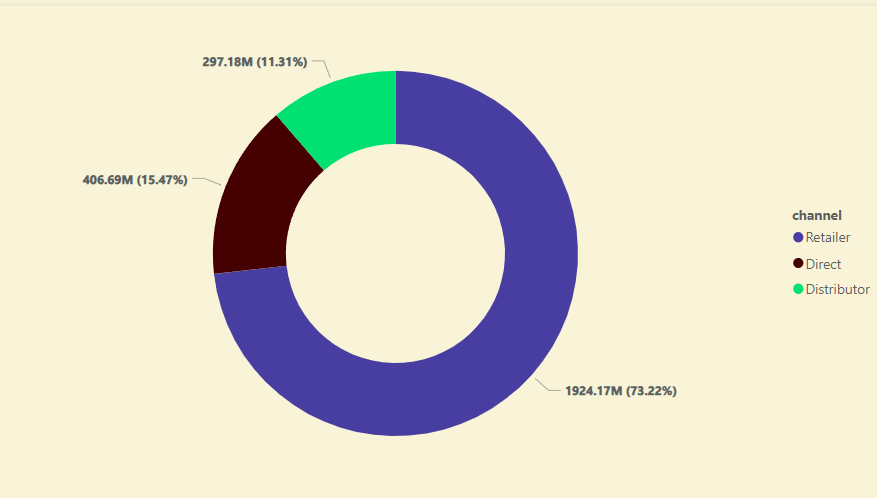 297.18M (11.31%)
406.69M (15.47%)
1924.17M (73.22%)
channel
Retailer
Direct
Distributor